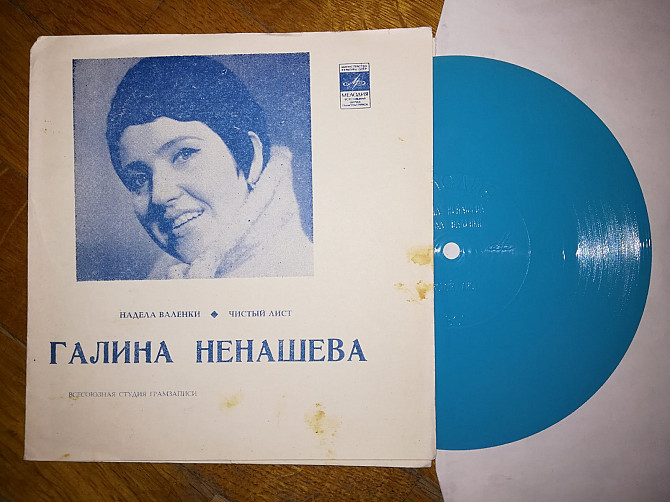 МЕЛОДИЯ
НАДЕЛА ВАЛЕНКИ ◆ ЧИСТЫЙ ЛИСТ
ГАЛИНА НЕНАШЕВА
ВСЕСОЮЗНАЯ СТУДИЯ ГРАМЗАПИСИ